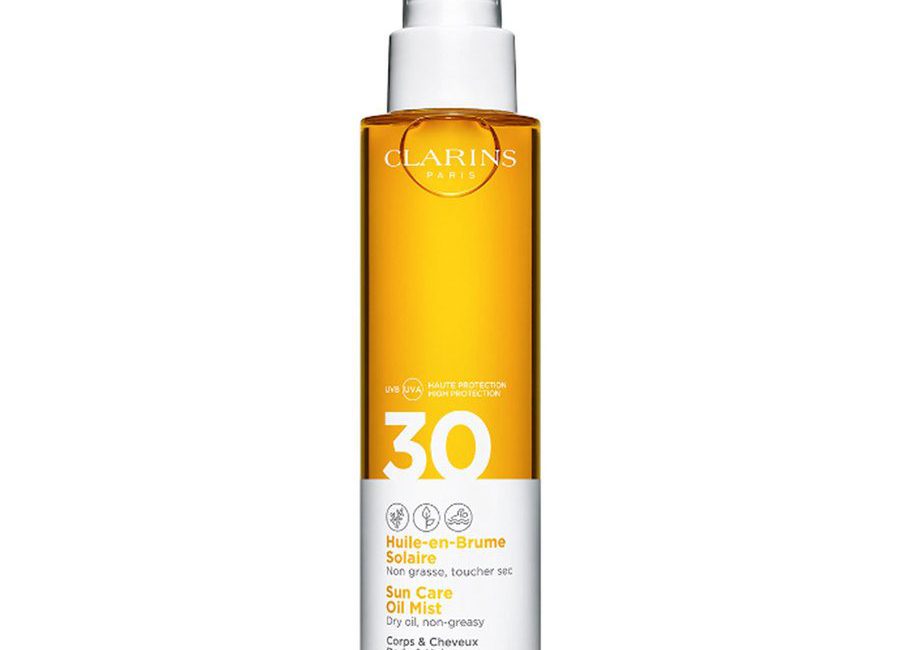 CLARINS
PARIS
UVB UVA HAUTE PROTECTION
HIGH PROTECTION
30
Huile-en-Brume
Solaire
Non grasse, toucher sec
Sun Care
Oil Mist
Dry oil, non-greasy
Corps & Cheveux